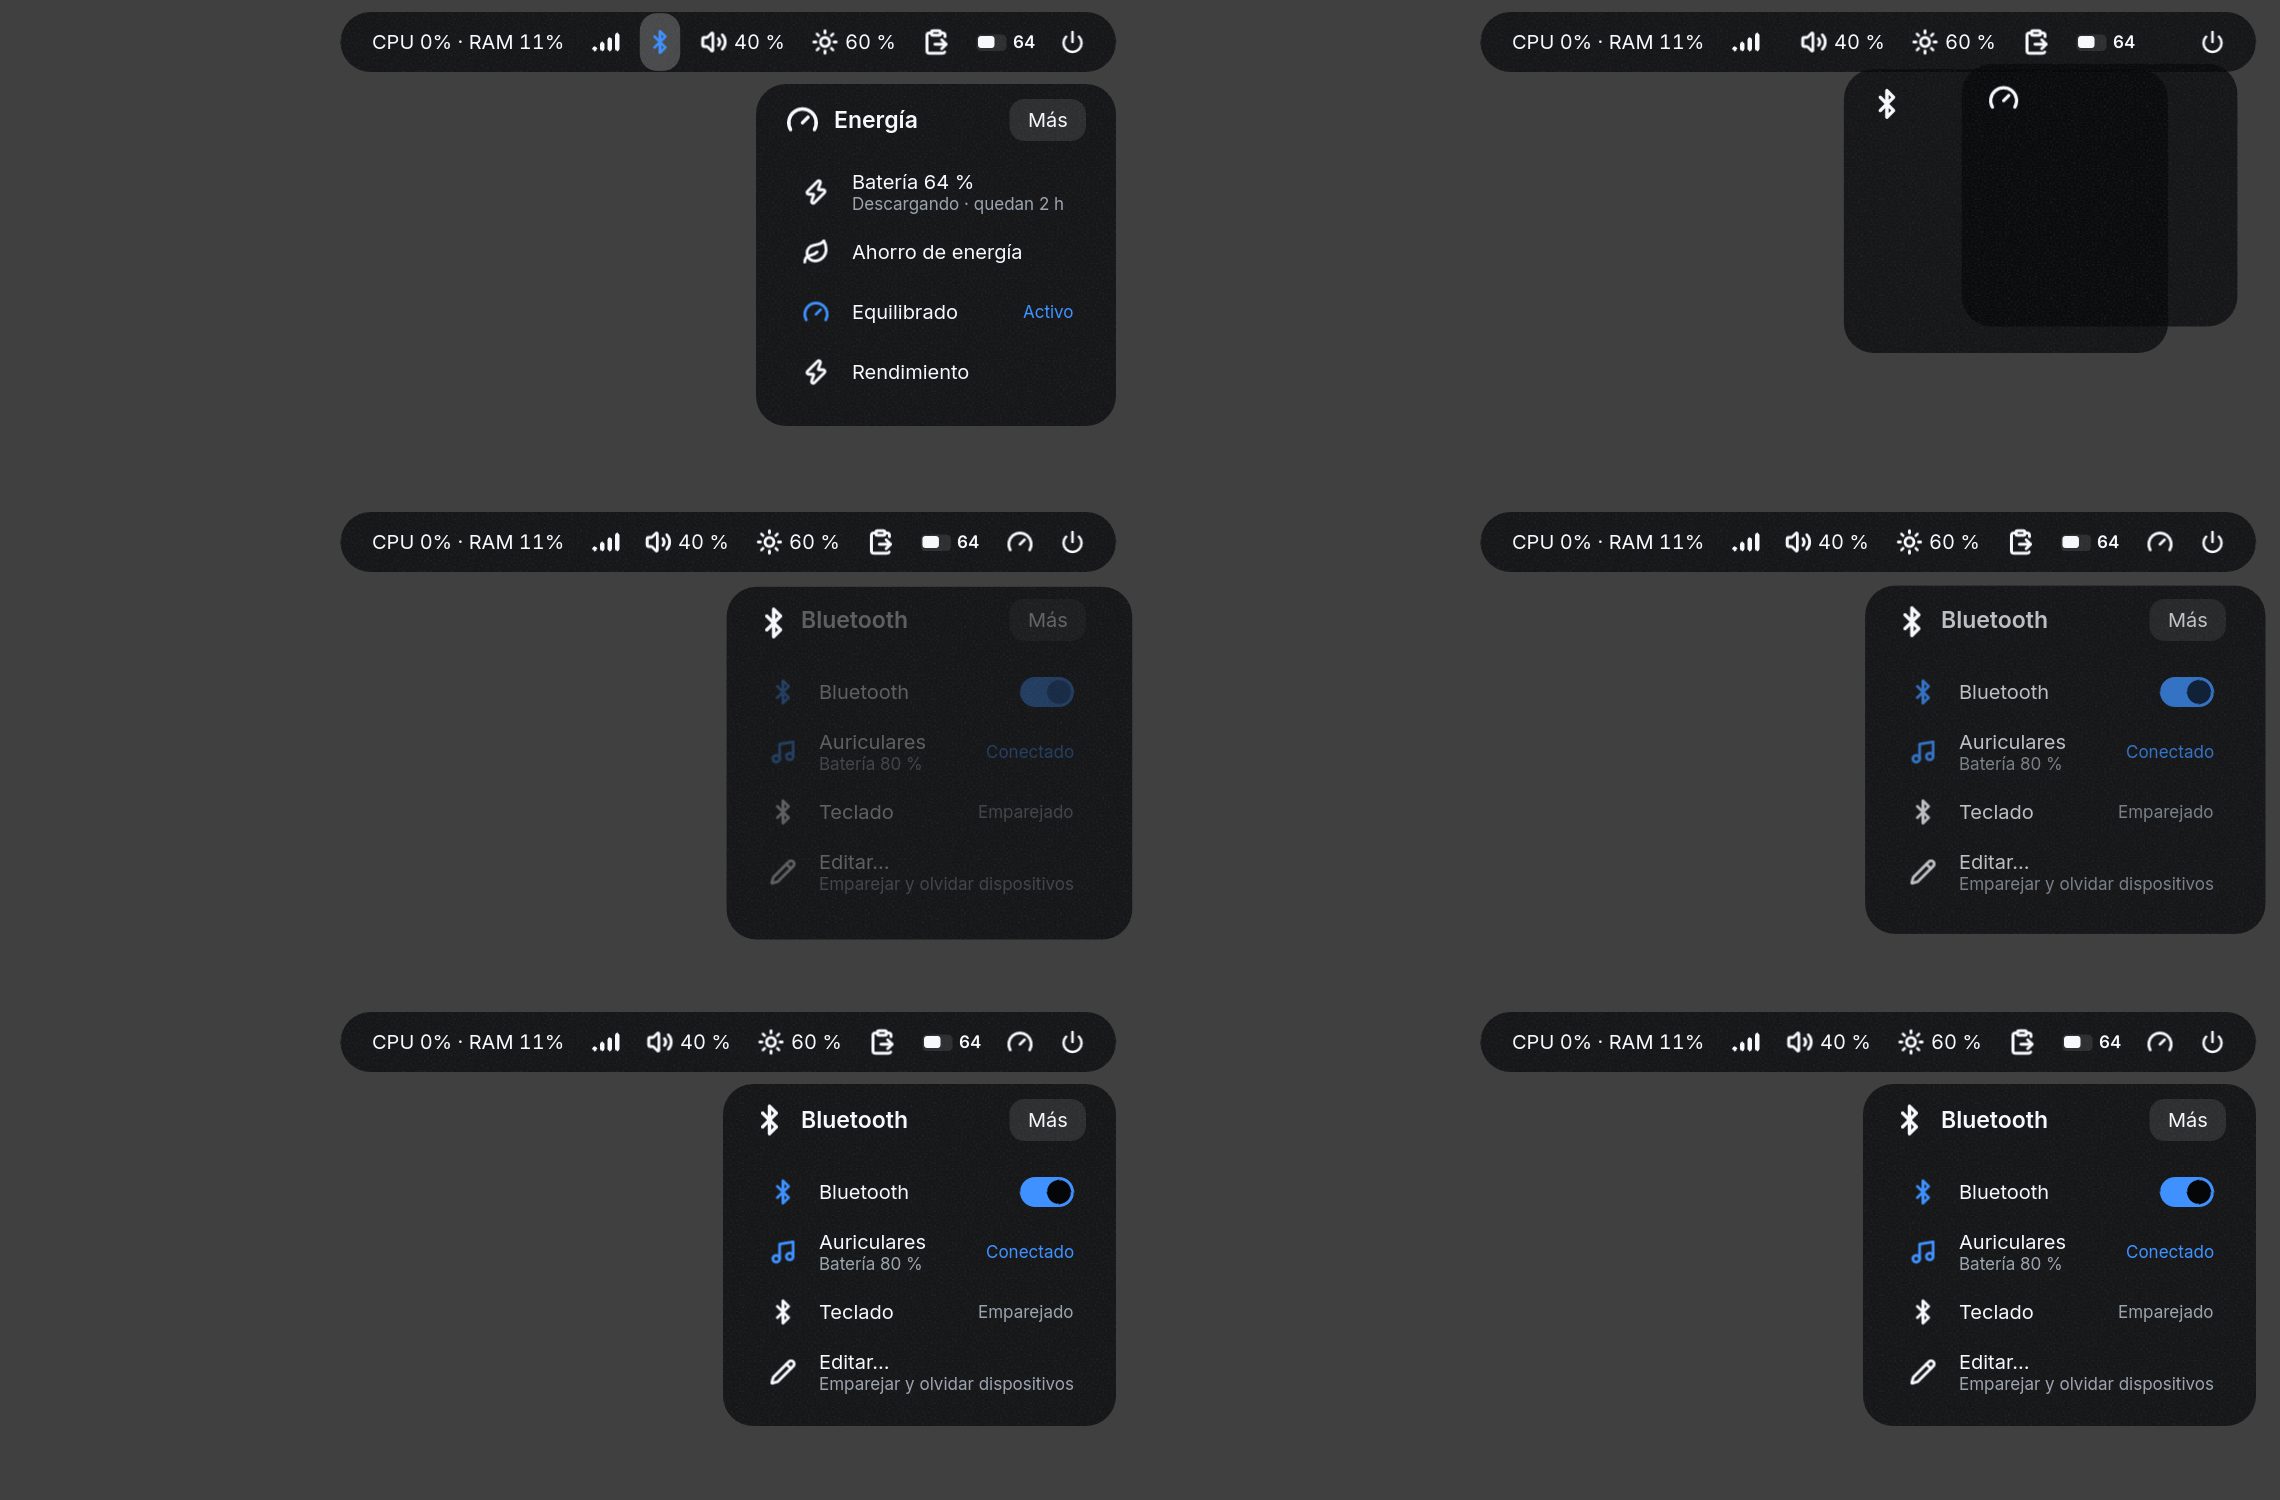 CPU 0% · RAM 11% 40 % 60 % 64
Energía Más
Batería 64 %
Descargando · quedan 2 h
Ahorro de energía
Equilibrado Activo
Rendimiento
CPU 0% · RAM 11% 40 % 60 % 64
CPU 0% · RAM 11% 40 % 60 % 64
Bluetooth Más
Bluetooth
Auriculares Conectado
Batería 80 %
Teclado Emparejado
Editar...
Emparejar y olvidar dispositivos
CPU 0% · RAM 11% 40 % 60 % 64
Bluetooth Más
Bluetooth
Auriculares Conectado
Batería 80 %
Teclado Emparejado
Editar...
Emparejar y olvidar dispositivos
CPU 0% · RAM 11% 40 % 60 % 64
Bluetooth Más
Bluetooth
Auriculares Conectado
Batería 80 %
Teclado Emparejado
Editar...
Emparejar y olvidar dispositivos
CPU 0% · RAM 11% 40 % 60 % 64
Bluetooth Más
Bluetooth
Auriculares Conectado
Batería 80 %
Teclado Emparejado
Editar...
Emparejar y olvidar dispositivos